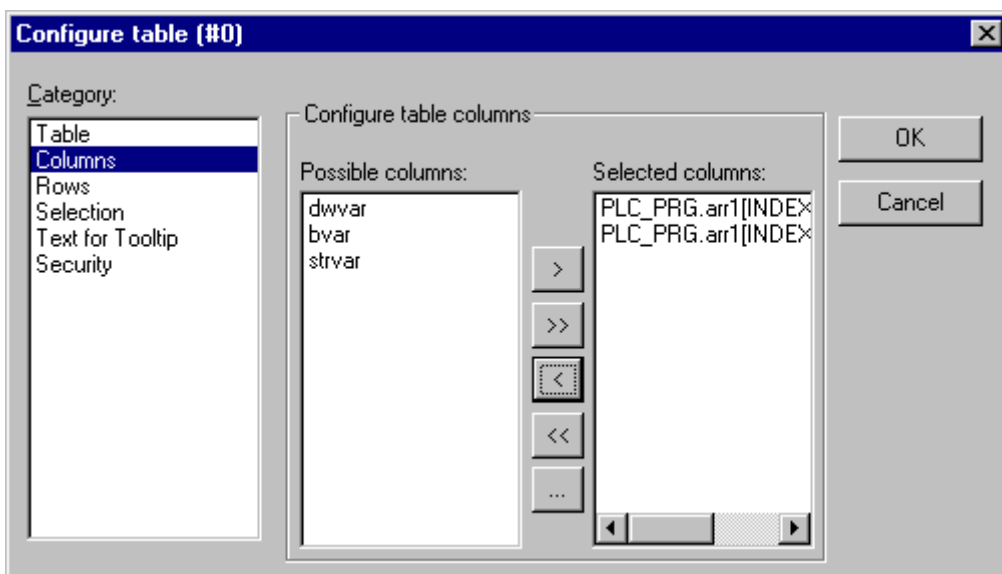 Configure table (#0)
Category:
Table
Columns
Rows
Selection
Text for Tooltip
Security
Configure table columns
Possible columns:
dwvar
bvar
strvar
>
>>
<
<<
...
Selected columns:
PLC_PRG.arr1[INDEX
PLC_PRG.arr1[INDEX
OK
Cancel